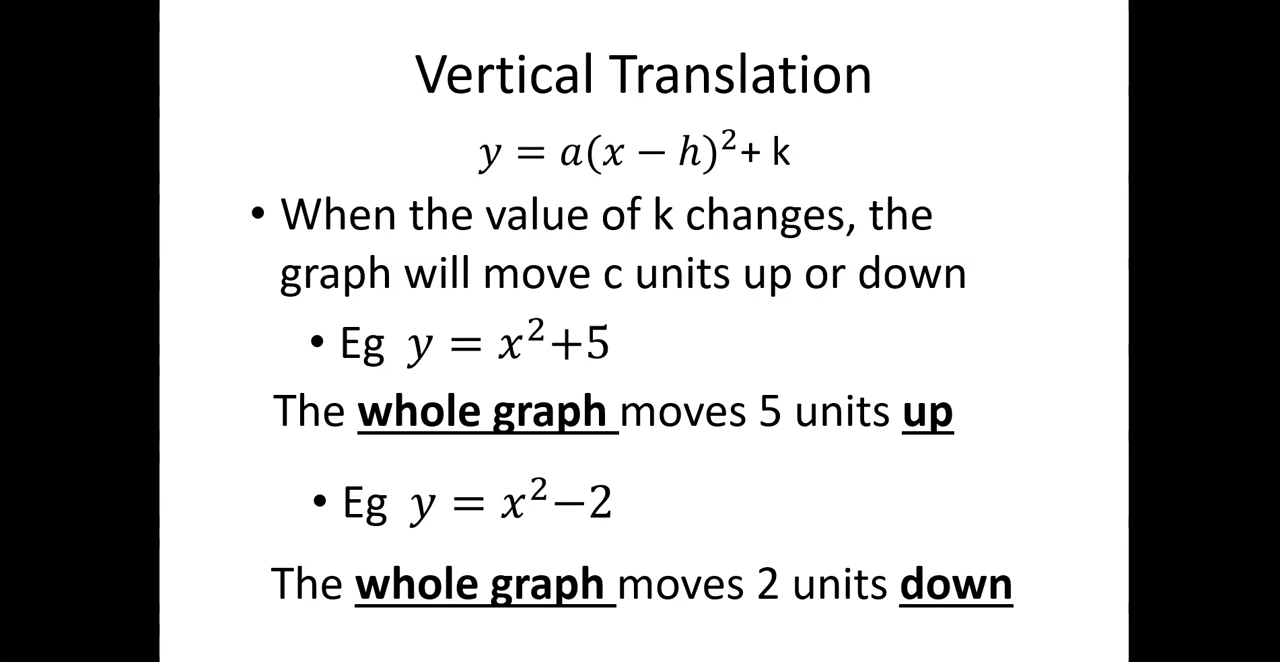 Vertical Translation
y = a(x − h)²+ k
• When the value of k changes, the
graph will move c units up or down
• Eg y = x²+5
The whole graph moves 5 units up
• Eg y = x²−2
The whole graph moves 2 units down